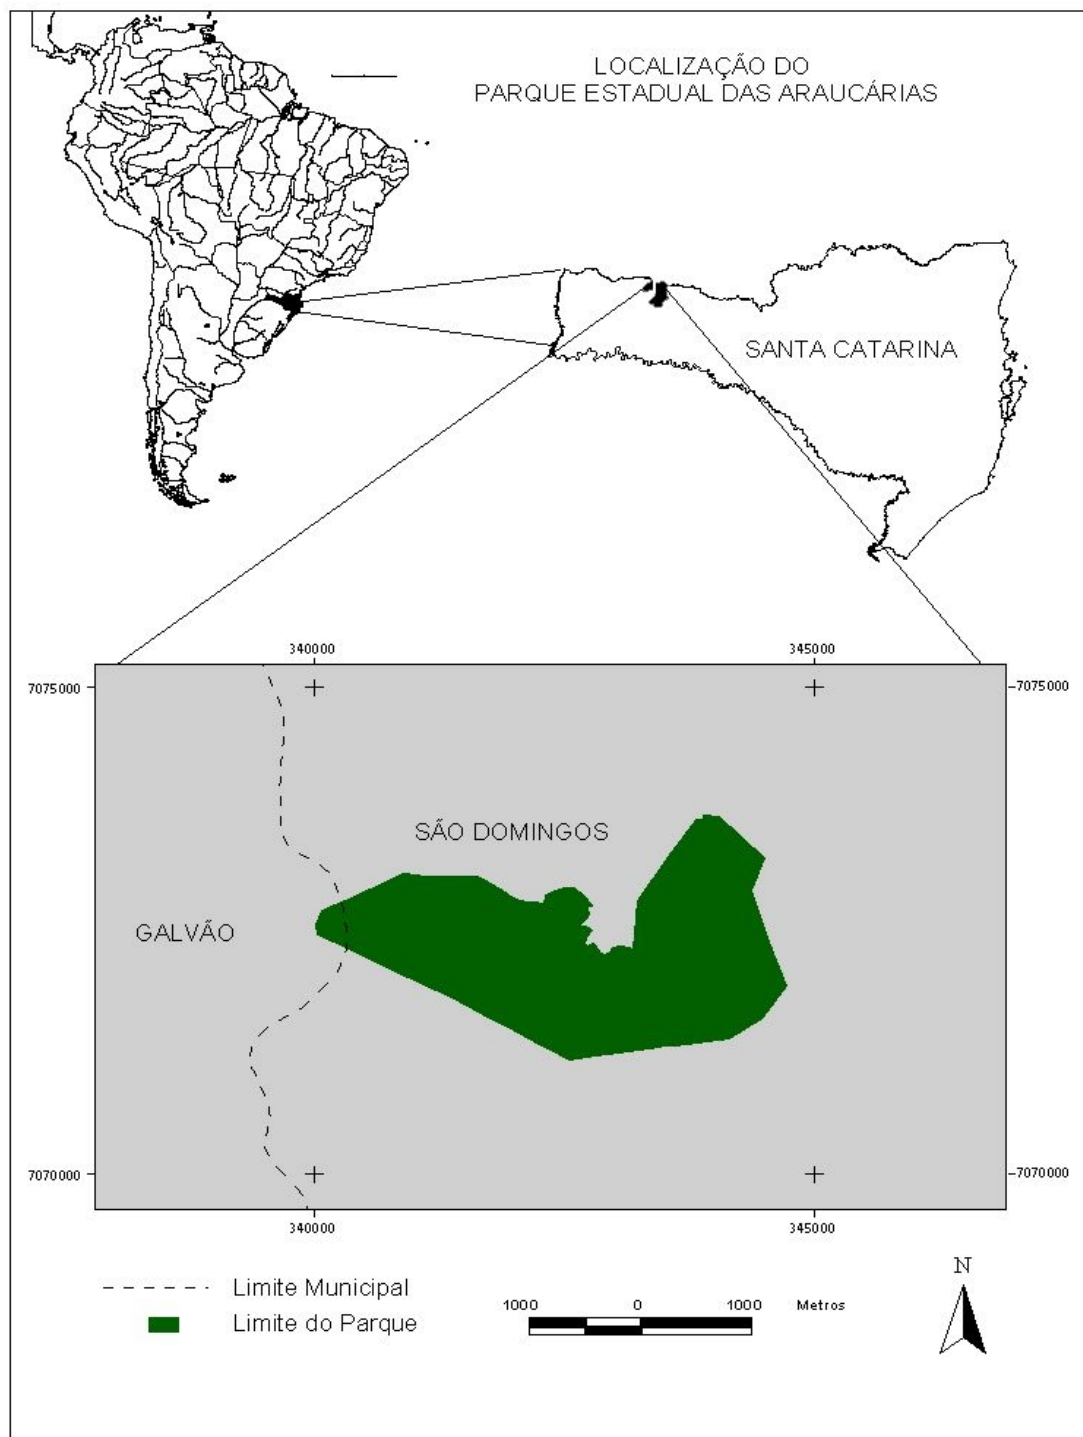 LOCALIZAÇÃO DO
PARQUE ESTADUAL DAS ARAUCÁRIAS
SANTA CATARINA
340000 345000
7075000 7075000
SÃO DOMINGOS
GALVÃO
7070000 7070000
340000 345000
Limite Municipal
Limite do Parque
1000 0 1000 Metros
N